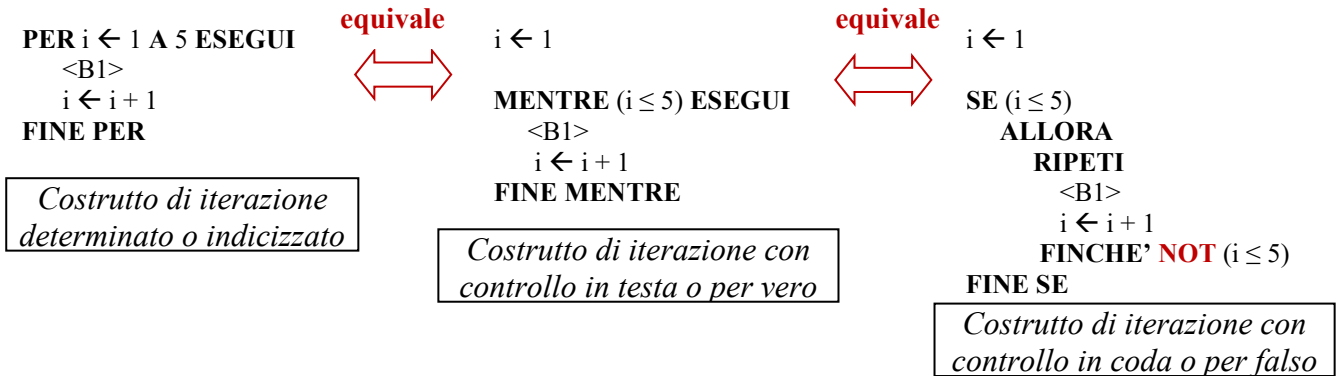 PER i ← 1 A 5 ESEGUI
<B1>
i ← i + 1
FINE PER
Costrutto di iterazione
determinato o indicizzato
equivale
i ← 1
MENTRE (i ≤ 5) ESEGUI
<B1>
i ← i + 1
FINE MENTRE
Costrutto di iterazione con
controllo in testa o per vero
equivale
i ← 1
SE (i ≤ 5)
ALLORA
RIPETI
<B1>
i ← i + 1
FINCHE’ NOT (i ≤ 5)
FINE SE
Costrutto di iterazione con
controllo in coda o per falso